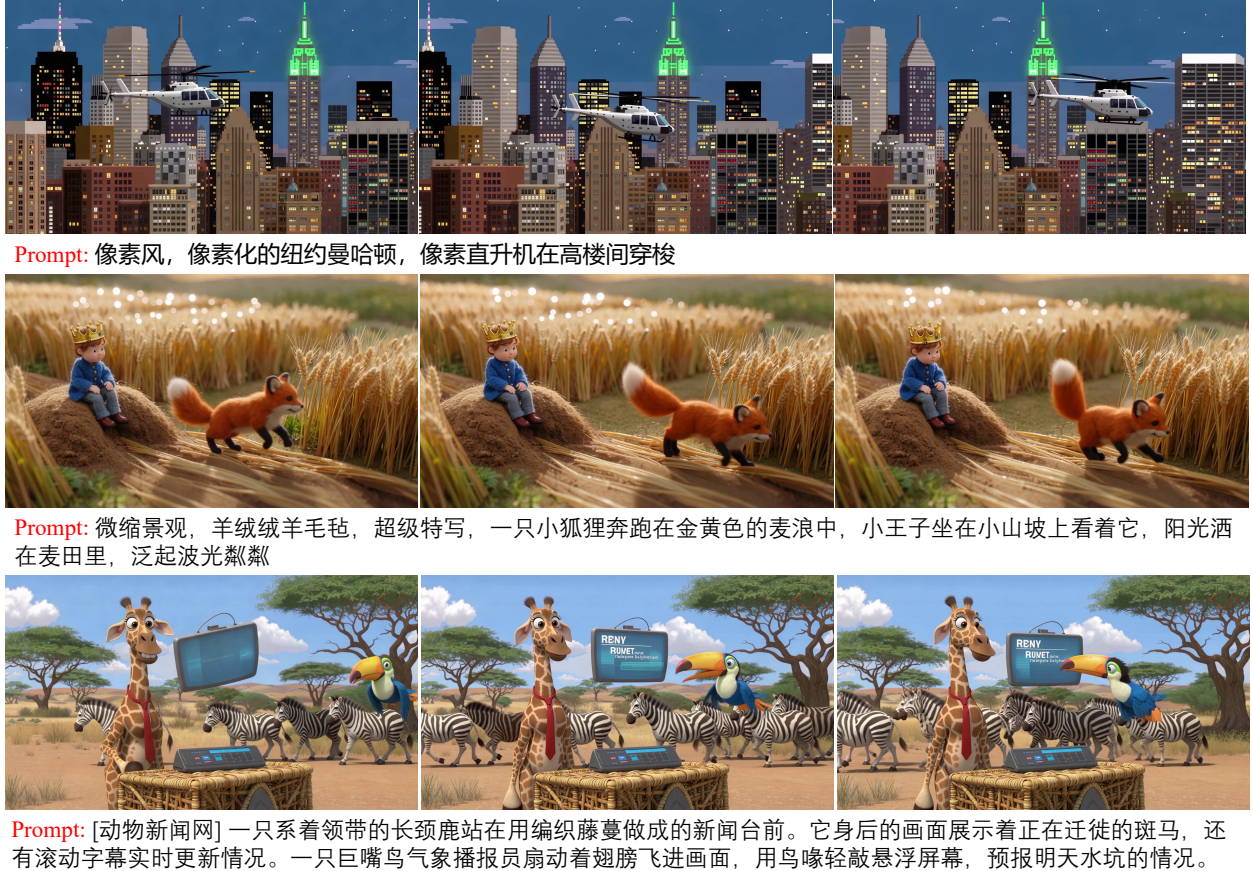 Prompt: 像素风，像素化的纽约曼哈顿，像素直升机在高楼间穿梭
Prompt: 微缩景观，羊绒绒羊毛毡，超级特写，一只小狐狸奔跑在金黄色的麦浪中，小王子坐在小山坡上看着它，阳光洒
在麦田里，泛起波光粼粼
RENY
RUMET
RENY
RUMET
Prompt: [动物新闻网] 一只系着领带的长颈鹿站在用编织藤蔓做成的新闻台前。它身后的画面展示着正在迁徙的斑马，还
有滚动字幕实时更新情况。一只巨嘴鸟气象播报员扇动着翅膀飞进画面，用鸟喙轻敲悬浮屏幕，预报明天水坑的情况。